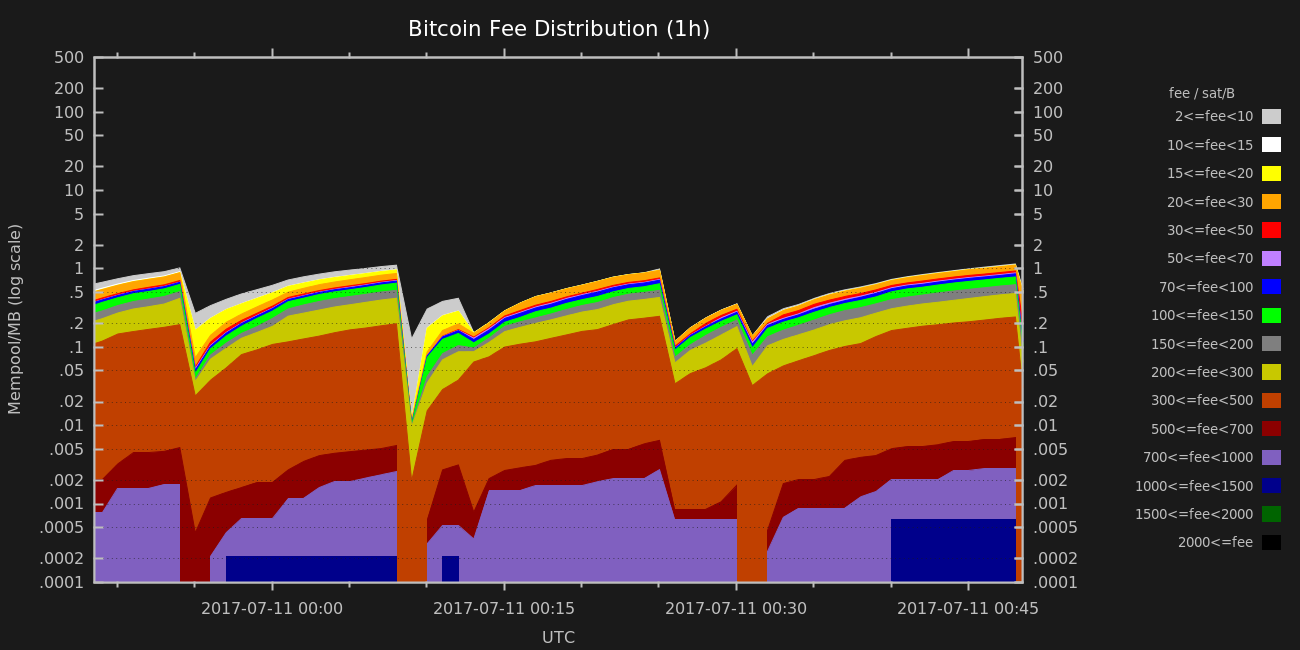 Bitcoin Fee Distribution (1h)
Mempool/MB (log scale)
500
200
100
50
20
10
5
2
1
.5
.2
.1
.05
.02
.01
.005
.002
.001
.0005
.0002
.0001
500
200
100
50
20
10
5
2
1
.5
.2
.1
.05
.02
.01
.005
.002
.001
.0005
.0002
.0001
fee / sat/B
2<=fee<10
10<=fee<15
15<=fee<20
20<=fee<30
30<=fee<50
50<=fee<70
70<=fee<100
100<=fee<150
150<=fee<200
200<=fee<300
300<=fee<500
500<=fee<700
700<=fee<1000
1000<=fee<1500
1500<=fee<2000
2000<=fee
2017-07-11 00:00 2017-07-11 00:15 2017-07-11 00:30 2017-07-11 00:45
UTC